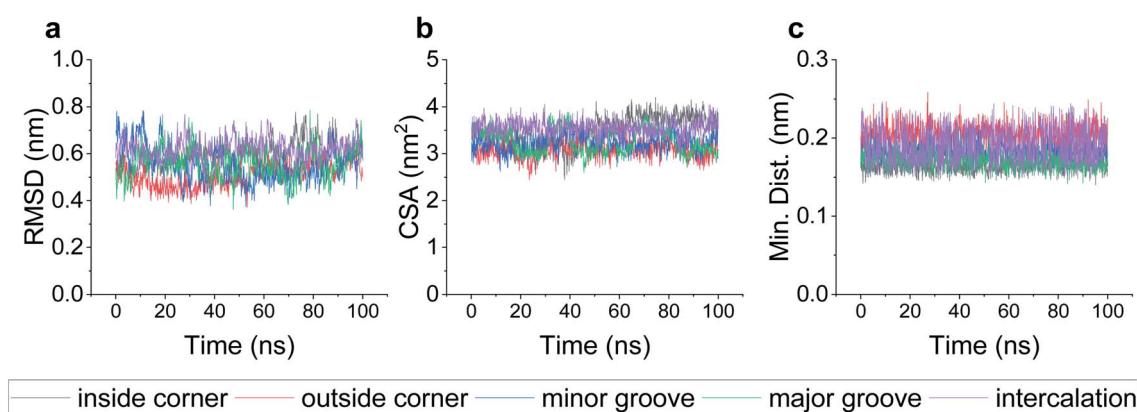 a
RMSD (nm)
1.0
0.8
0.6
0.4
0.2
0.0
0 20 40 60 80 100
Time (ns)
b
CSA (nm²)
5
4
3
2
1
0
0 20 40 60 80 100
Time (ns)
c
Min. Dist. (nm)
0.3
0.2
0.1
0.0
0 20 40 60 80 100
Time (ns)
inside corner outside corner minor groove major groove intercalation